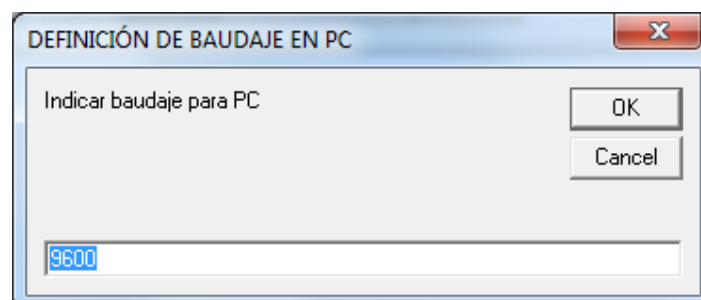 DEFINICIÓN DE BAUDAJE EN PC
Indicar baudaje para PC
OK
Cancel
9600